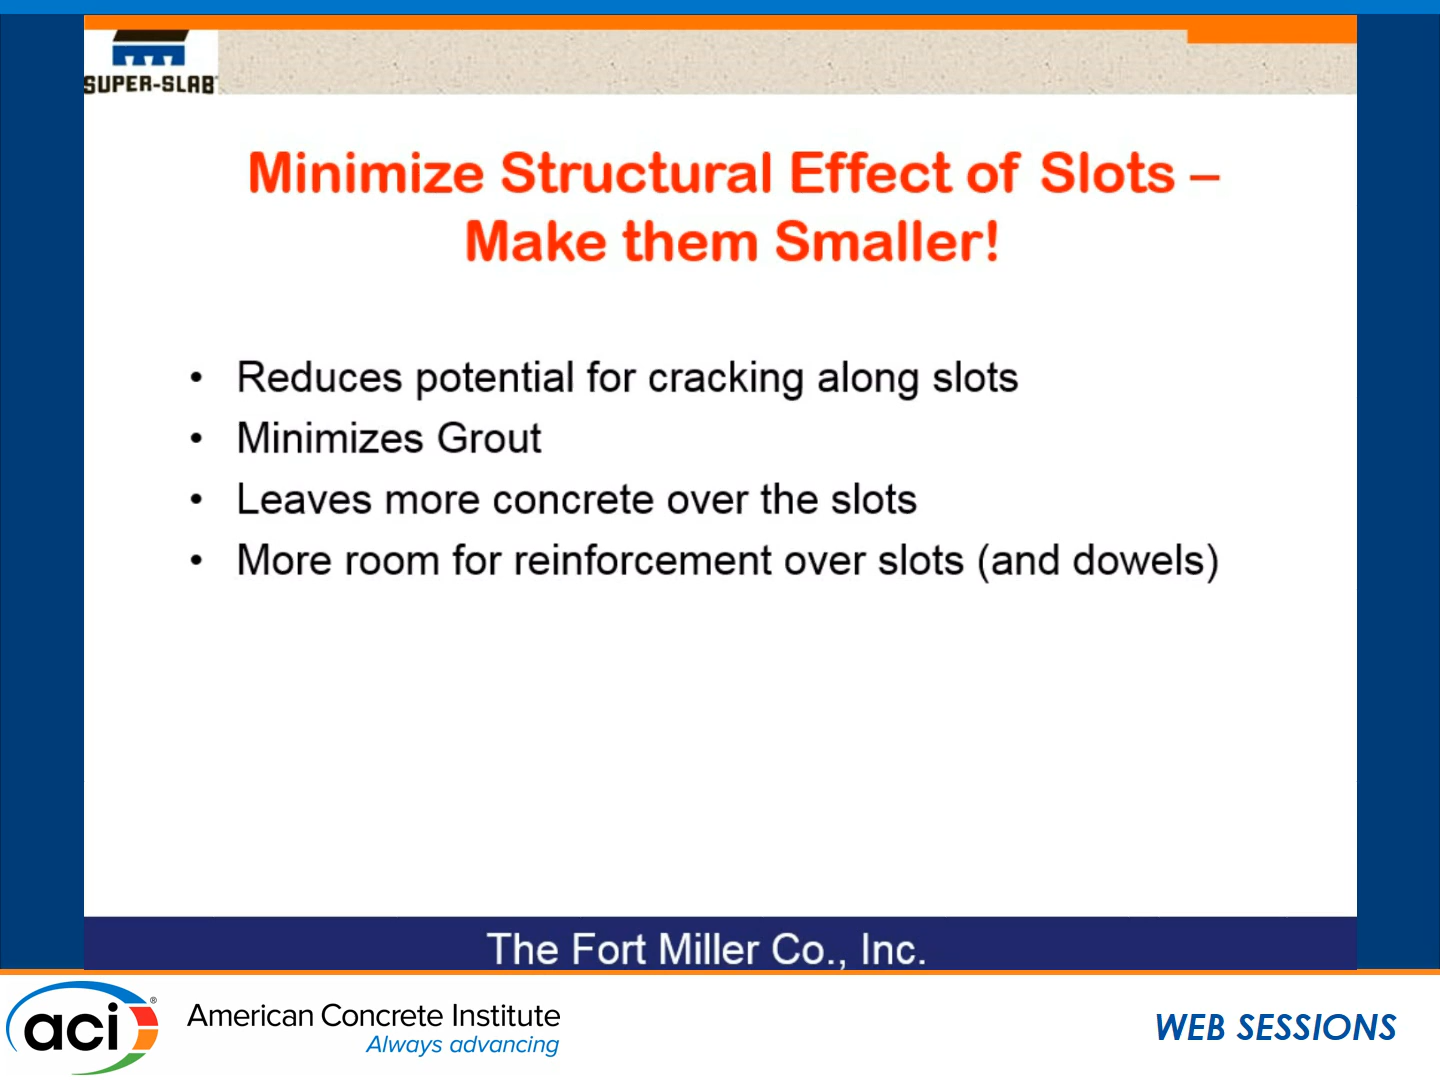 SUPER-SLAB®
Minimize Structural Effect of Slots –
Make them Smaller!
• Reduces potential for cracking along slots
• Minimizes Grout
• Leaves more concrete over the slots
• More room for reinforcement over slots (and dowels)
The Fort Miller Co., Inc.
aci®
American Concrete Institute
Always advancing
WEB SESSIONS